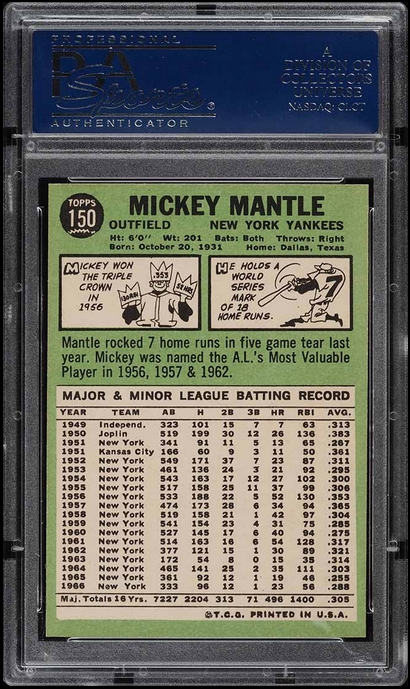 PROFESSIONAL
PSA
Sports®
AUTHENTICATOR
A
DIVISION OF
COLLECTORS
UNIVERSE
NASDAQ: CLCT
TOPPS
150
MICKEY MANTLE
OUTFIELD NEW YORK YANKEES
Ht: 6'0" Wt: 201 Bats: Both Throws: Right
Born: October 20, 1931 Home: Dallas, Texas
MICKEY WON
THE TRIPLE
CROWN
IN
1956
.353
130RBI
52HRS
HE HOLDS A
WORLD
SERIES
MARK
OF 18
HOME RUNS.
7
Mantle rocked 7 home runs in five game tear last
year. Mickey was named the A.L.'s Most Valuable
Player in 1956, 1957 & 1962.
MAJOR & MINOR LEAGUE BATTING RECORD
YEAR TEAM AB H 2B 3B HR RBI AVG.
1949 Independ. 323 101 15 7 7 63 .313
1950 Joplin 519 199 30 12 26 136 .383
1951 New York 341 91 11 5 13 65 .267
1951 Kansas City 166 60 9 3 11 50 .361
1952 New York 549 171 37 7 23 87 .311
1953 New York 461 136 24 3 21 92 .295
1954 New York 543 163 17 12 27 102 .300
1955 New York 517 158 25 11 37 99 .306
1956 New York 533 188 22 5 52 130 .353
1957 New York 474 173 28 6 34 94 .365
1958 New York 519 158 21 1 42 97 .304
1959 New York 541 154 23 4 31 75 .285
1960 New York 527 145 17 6 40 94 .275
1961 New York 514 163 16 6 54 128 .317
1962 New York 377 121 15 1 30 89 .321
1963 New York 172 54 8 0 15 35 .314
1964 New York 465 141 25 2 35 111 .303
1965 New York 361 92 12 1 19 46 .255
1966 New York 333 96 12 1 23 56 .288
Maj. Totals 16 Yrs. 7227 2204 313 71 496 1400 .305
©T.C.G. PRINTED IN U.S.A.